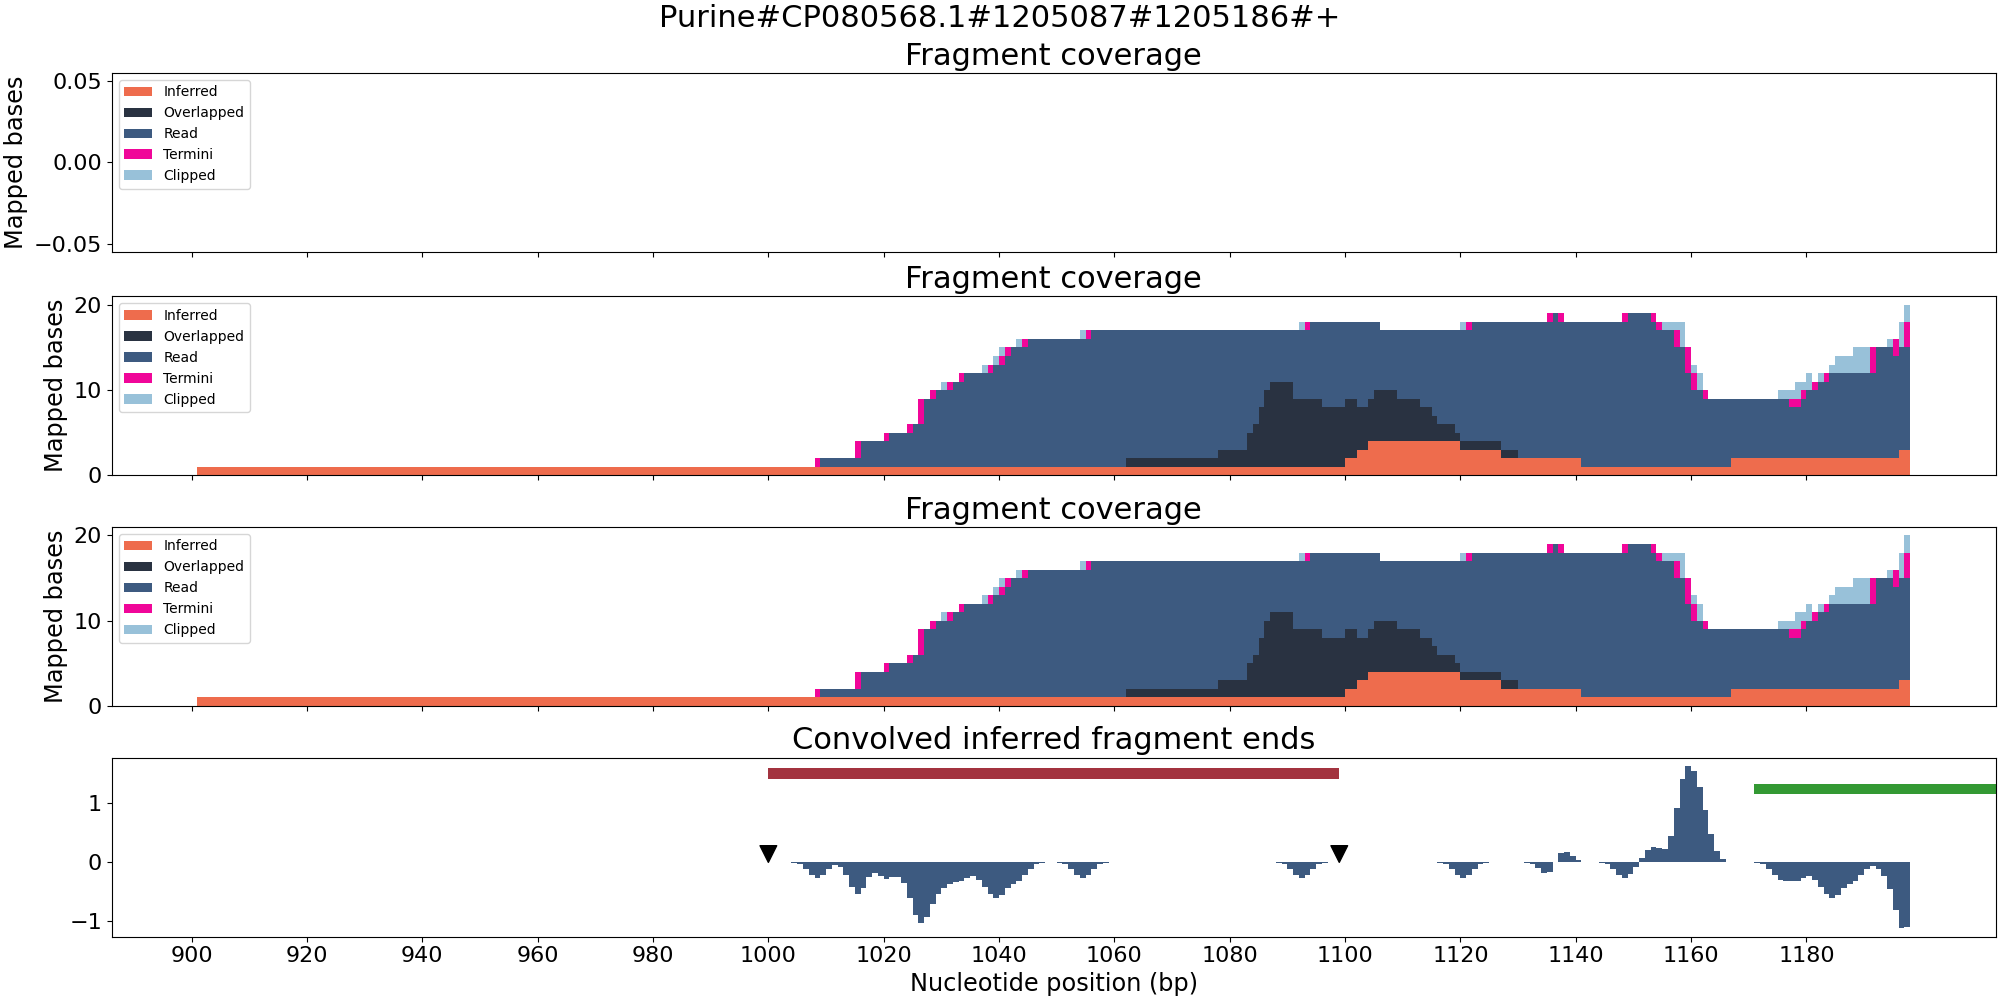 Purine#CP080568.1#1205087#1205186#+
Fragment coverage
Mapped bases
0.05
0.00
−0.05
Inferred
Overlapped
Read
Termini
Clipped
Fragment coverage
Mapped bases
20
10
0
Inferred
Overlapped
Read
Termini
Clipped
Fragment coverage
Mapped bases
20
10
0
Inferred
Overlapped
Read
Termini
Clipped
Convolved inferred fragment ends
1
0
−1
900 920 940 960 980 1000 1020 1040 1060 1080 1100 1120 1140 1160 1180
Nucleotide position (bp)